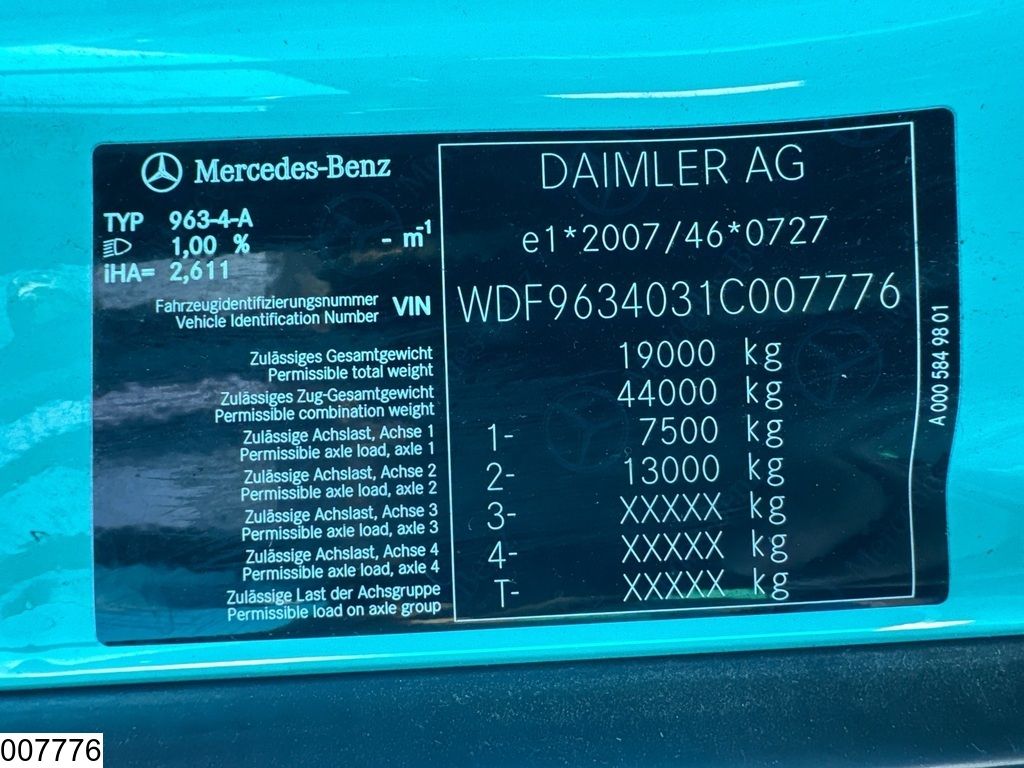 Mercedes-Benz
TYP 963-4-A
1,00 % - m-1
iHA= 2,611
DAIMLER AG
e1*2007/46*0727
Fahrzeugidentifizierungsnummer
Vehicle Identification Number VIN WDF9634031C007776
Zulässiges Gesamtgewicht
Permissible total weight 19000 kg
Zulässiges Zug-Gesamtgewicht
Permissible combination weight 44000 kg
Zulässige Achslast, Achse 1
Permissible axle load, axle 1 1- 7500 kg
Zulässige Achslast, Achse 2
Permissible axle load, axle 2 2- 13000 kg
Zulässige Achslast, Achse 3
Permissible axle load, axle 3 3- XXXXX kg
Zulässige Achslast, Achse 4
Permissible axle load, axle 4 4- XXXXX kg
Zulässige Last der Achsgruppe
Permissible load on axle group T- XXXXX kg
A 000 584 98 01
007776